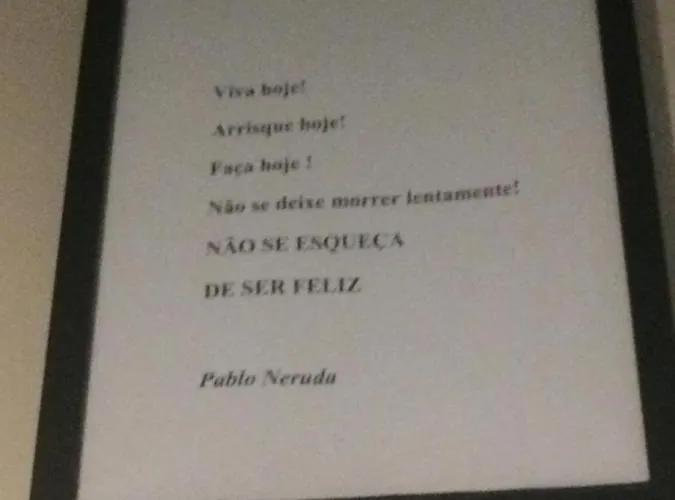 Viva hoje!
Arrisque hoje!
Faça hoje !
Não se deixe morrer lentamente!
NÃO SE ESQUEÇA
DE SER FELIZ
Pablo Neruda